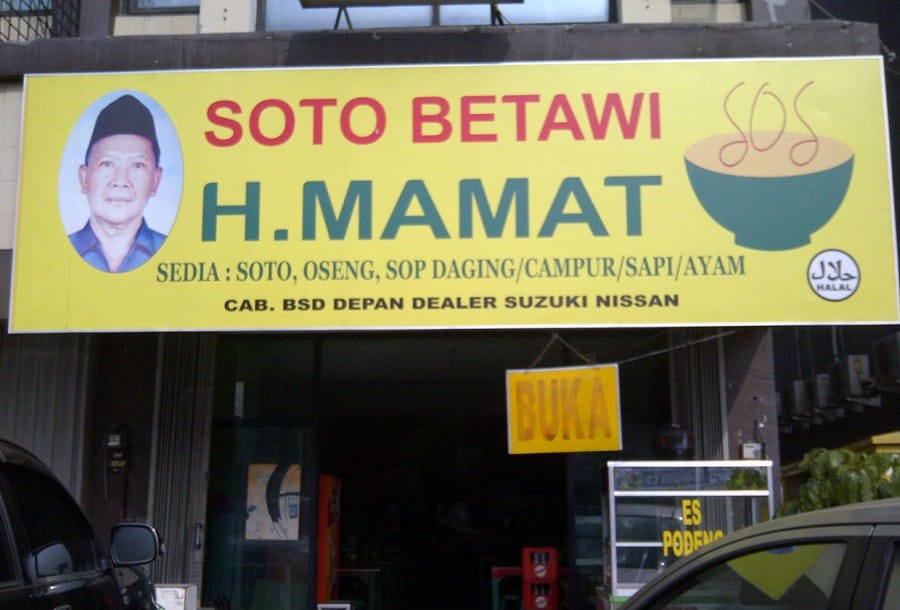 SOTO BETAWI
H.MAMAT
SOS
SEDIA : SOTO, OSENG, SOP DAGING/CAMPUR/SAPI/AYAM
CAB. BSD DEPAN DEALER SUZUKI NISSAN
حلال
HALAL
BUKA
ES
PODENG